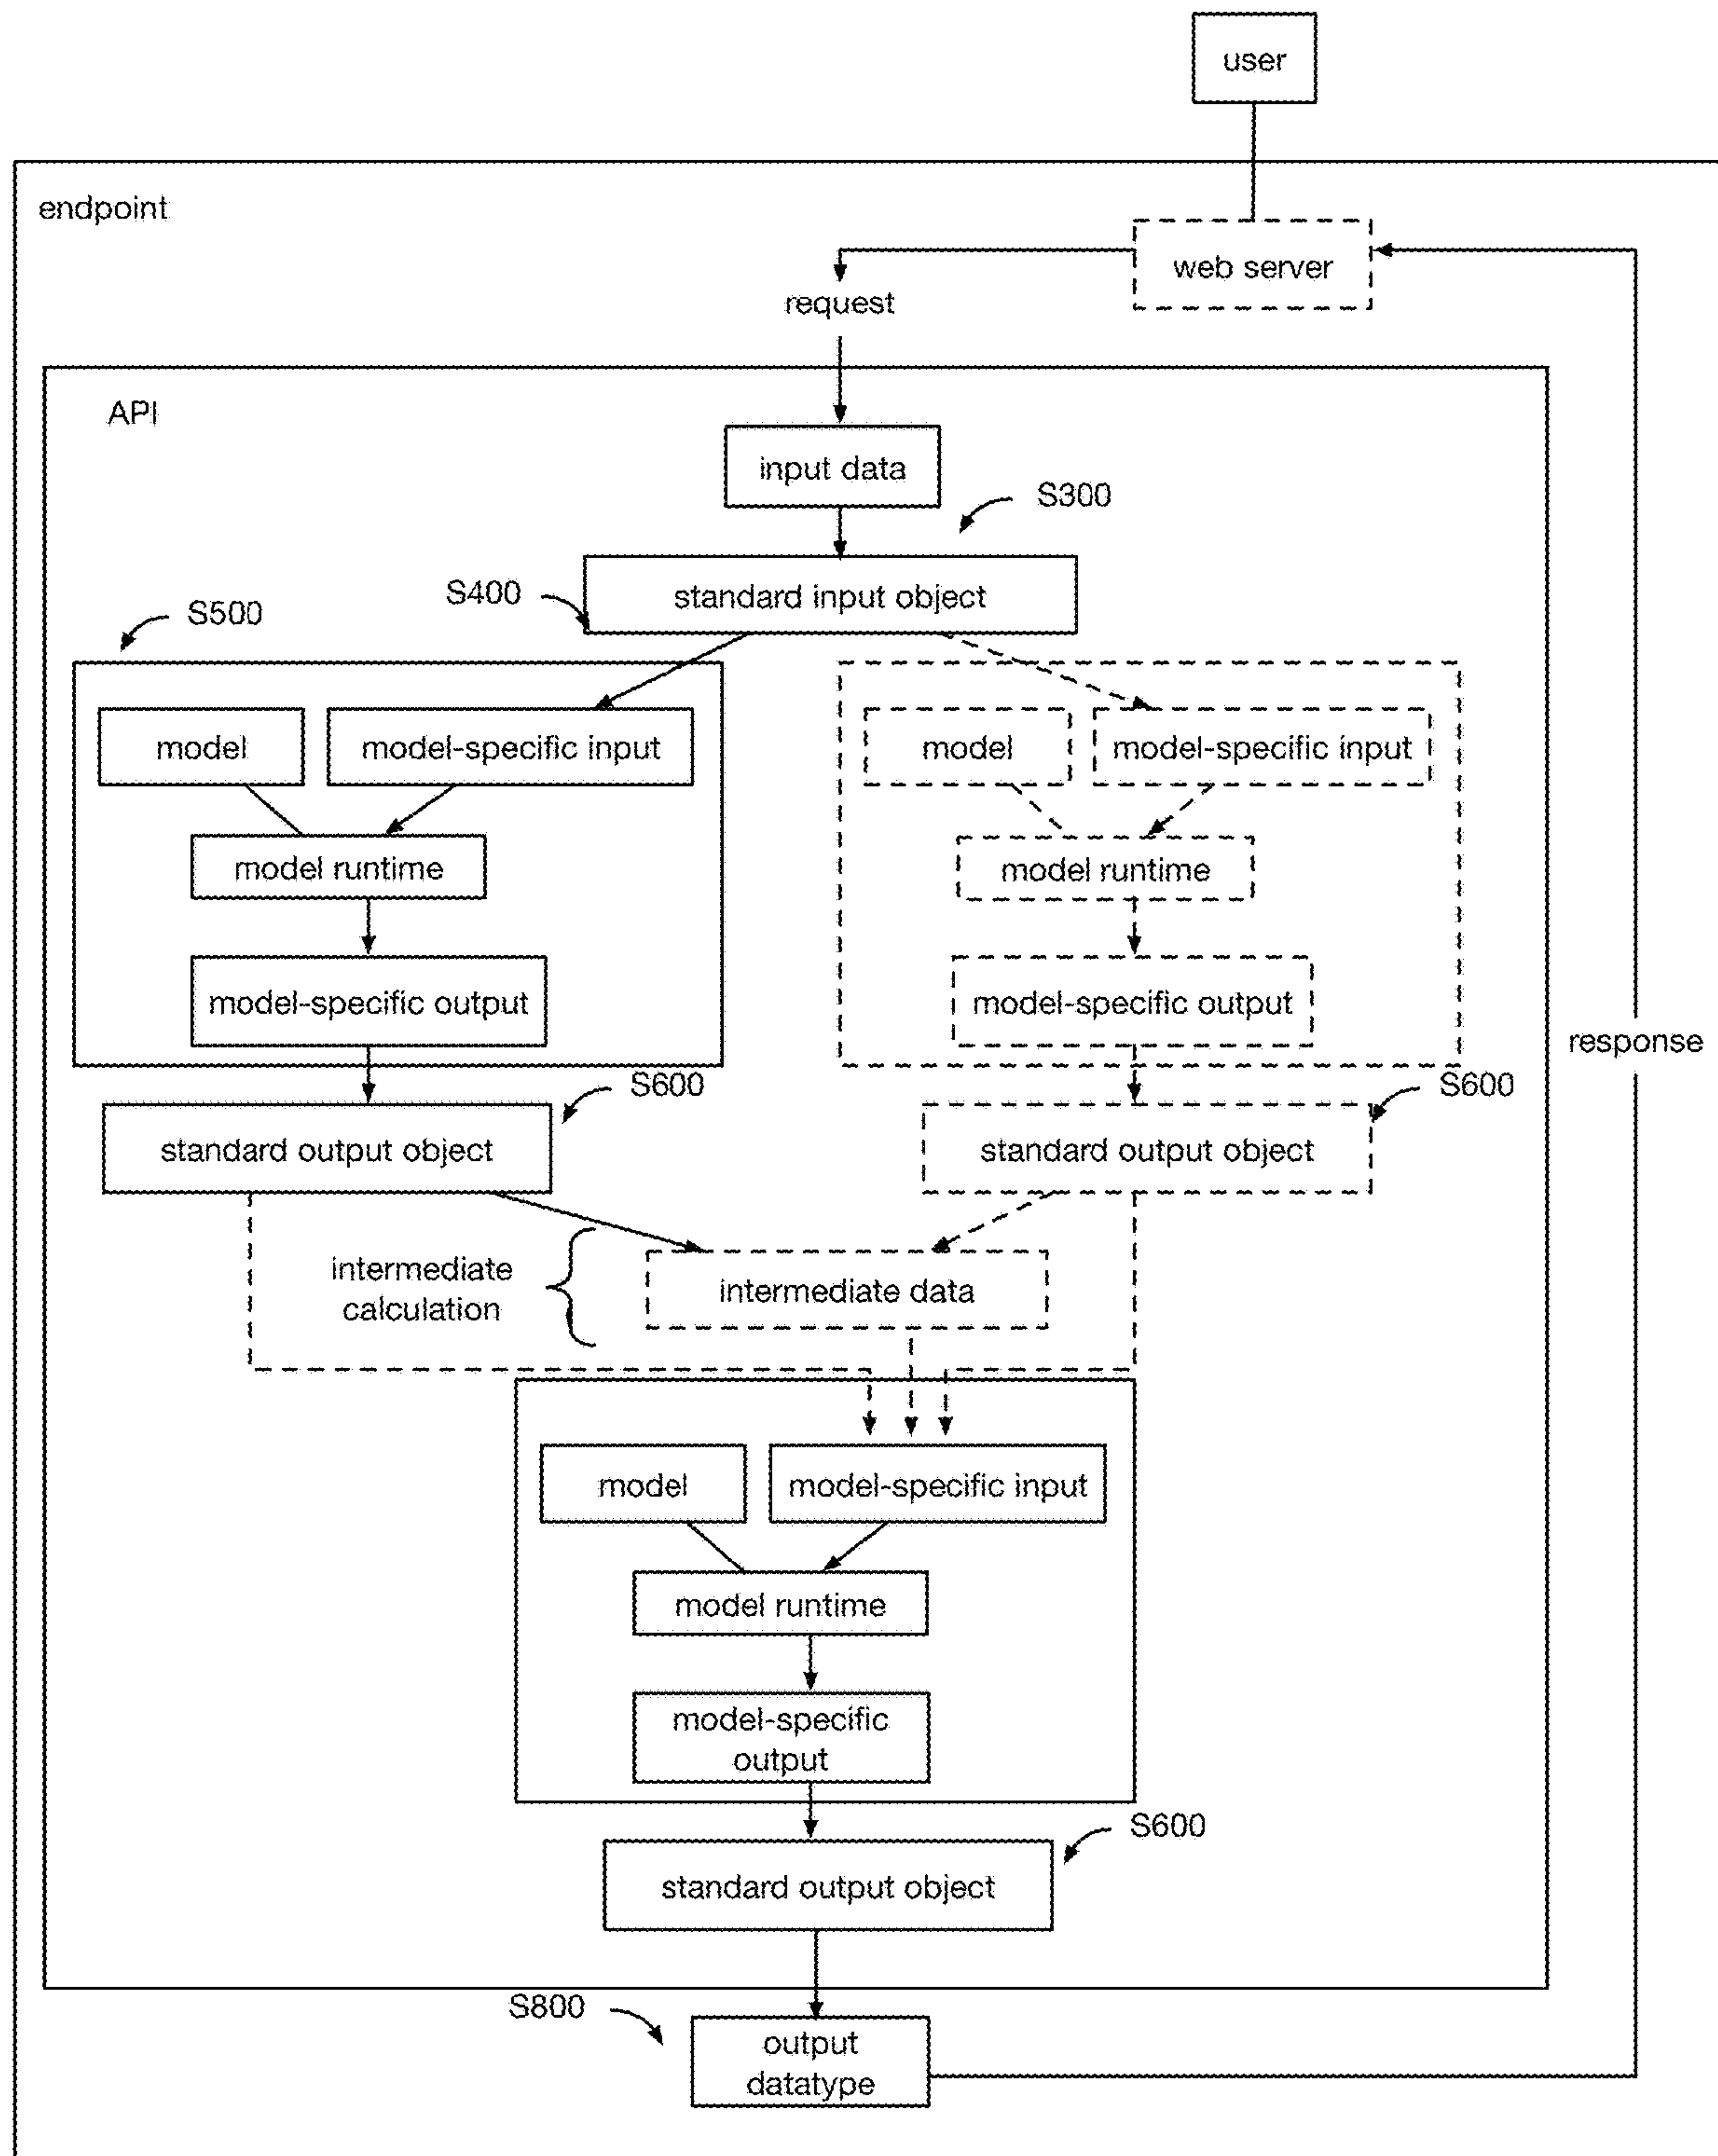 user
endpoint
web server
request
API
input data
S300
standard input object
S400
S500
model
model-specific input
model
model-specific input
model runtime
model runtime
model-specific output
model-specific output
response
S600
S600
standard output object
standard output object
intermediate
calculation
intermediate data
model
model-specific input
model runtime
model-specific
output
S600
standard output object
S800
output
datatype